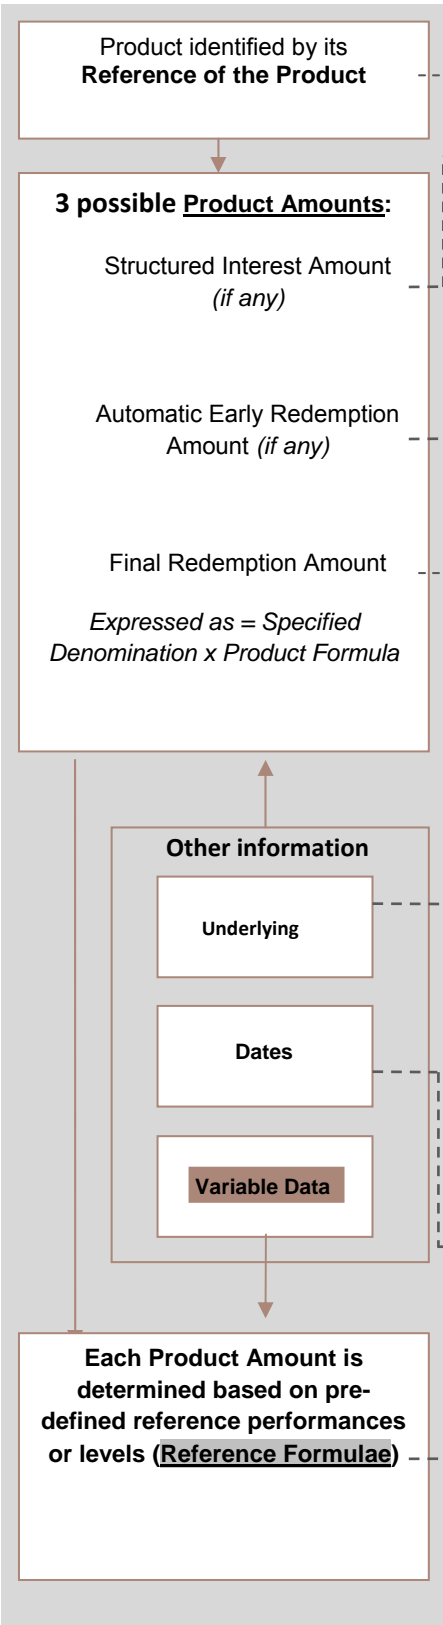 Product identified by its
Reference of the Product
3 possible Product Amounts:
Structured Interest Amount
(if any)
Automatic Early Redemption
Amount (if any)
Final Redemption Amount
Expressed as = Specified
Denomination x Product Formula
Other information
Underlying
Dates
Variable Data
Each Product Amount is
determined based on pre-
defined reference performances
or levels (Reference Formulae)